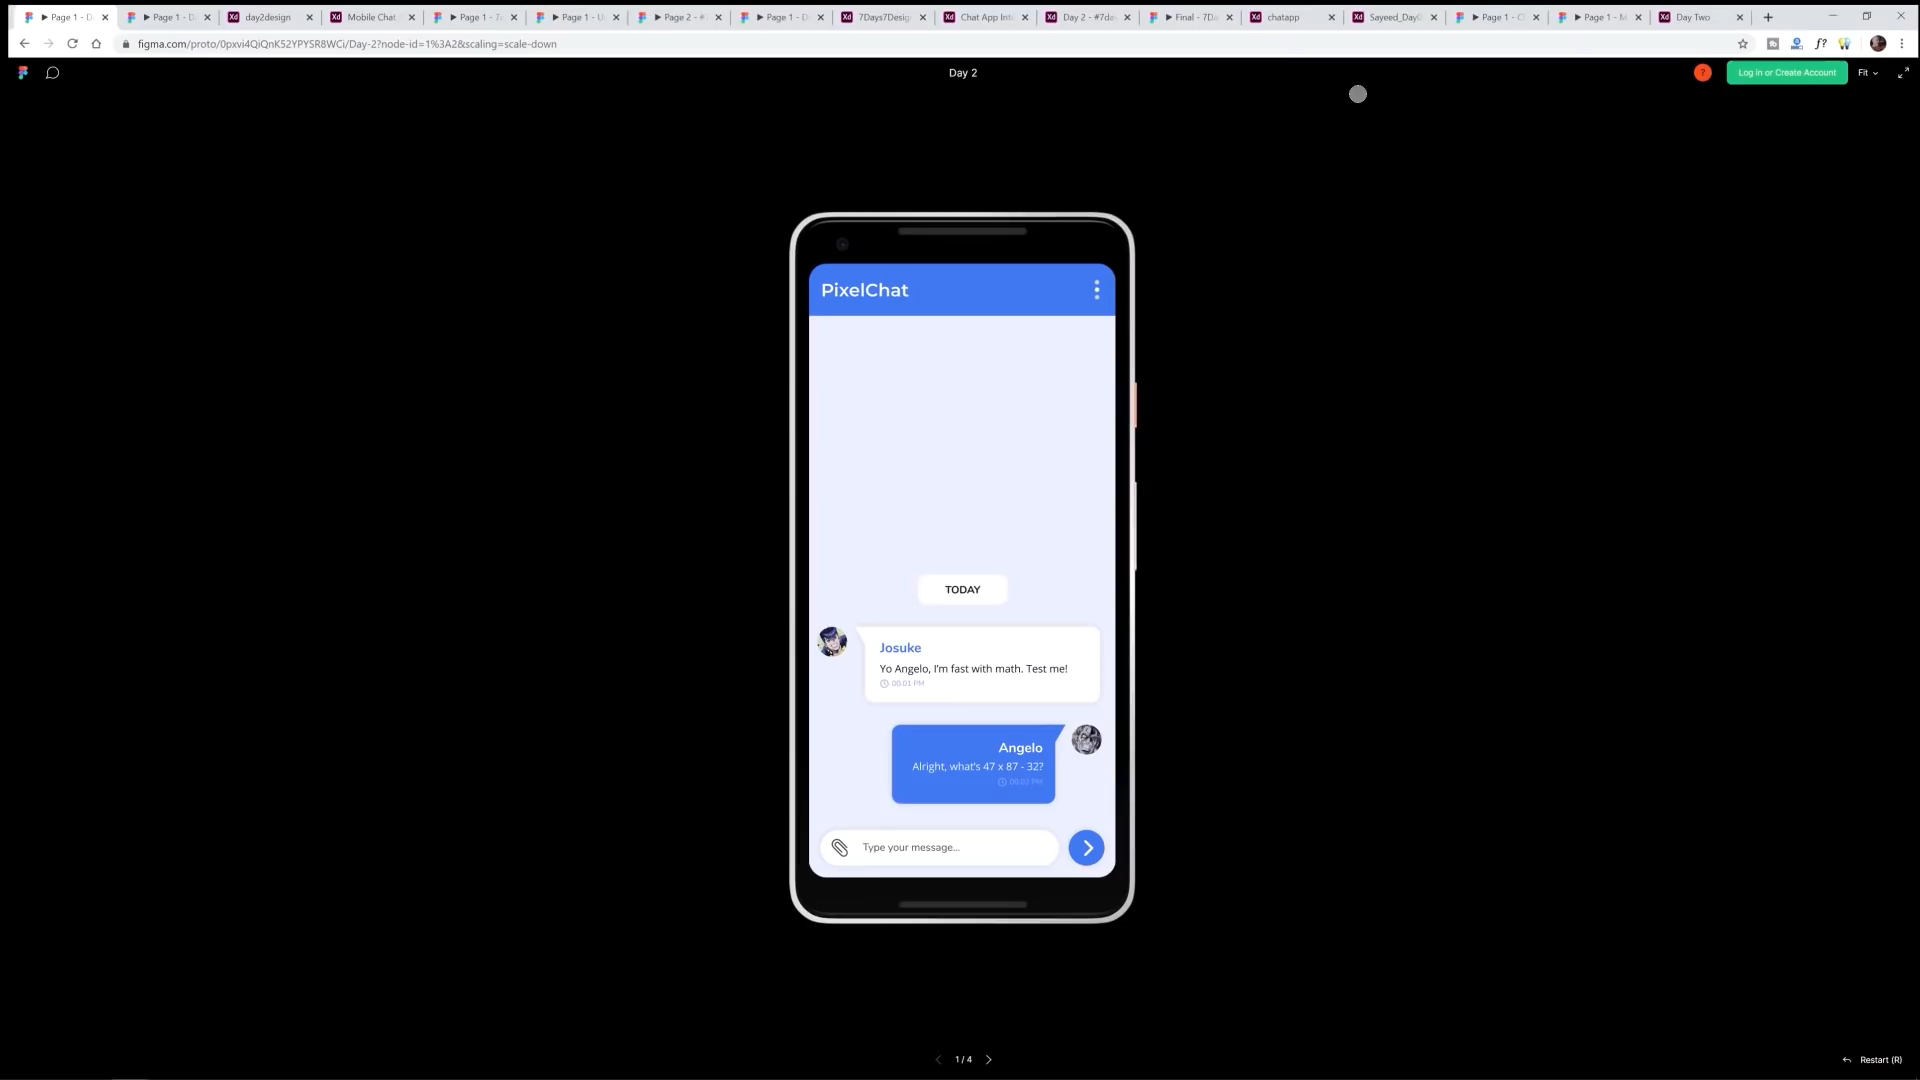 Page 1 - D
Page 1 - D
day2design
Mobile Chat
Page 1 - 7
Page 1 - U
Page 2 - #
Page 1 - D
7Days7Desig
Chat App Int
Day 2 - #7da
Final - 7D
chatapp
Sayeed_Day
Page 1 - C
Page 1 - M
Day Two
figma.com/proto/0pxvi4QiQnK52YPYSR8WCi/Day-2?node-id=1%3A2&scaling=scale-down
f?
Day 2
?
Log in or Create Account
Fit
PixelChat
TODAY
Josuke
Yo Angelo, I'm fast with math. Test me!
00.01 PM
Angelo
Alright, what's 47 x 87 - 32?
Type your message...
1 / 4
Restart (R)